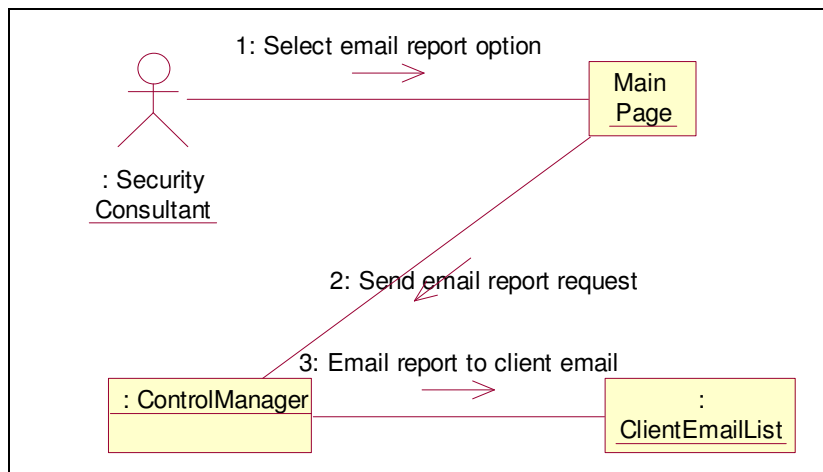 1: Select email report option
Main
Page
: Security
Consultant
2: Send email report request
3: Email report to client email
: ControlManager
:
ClientEmailList